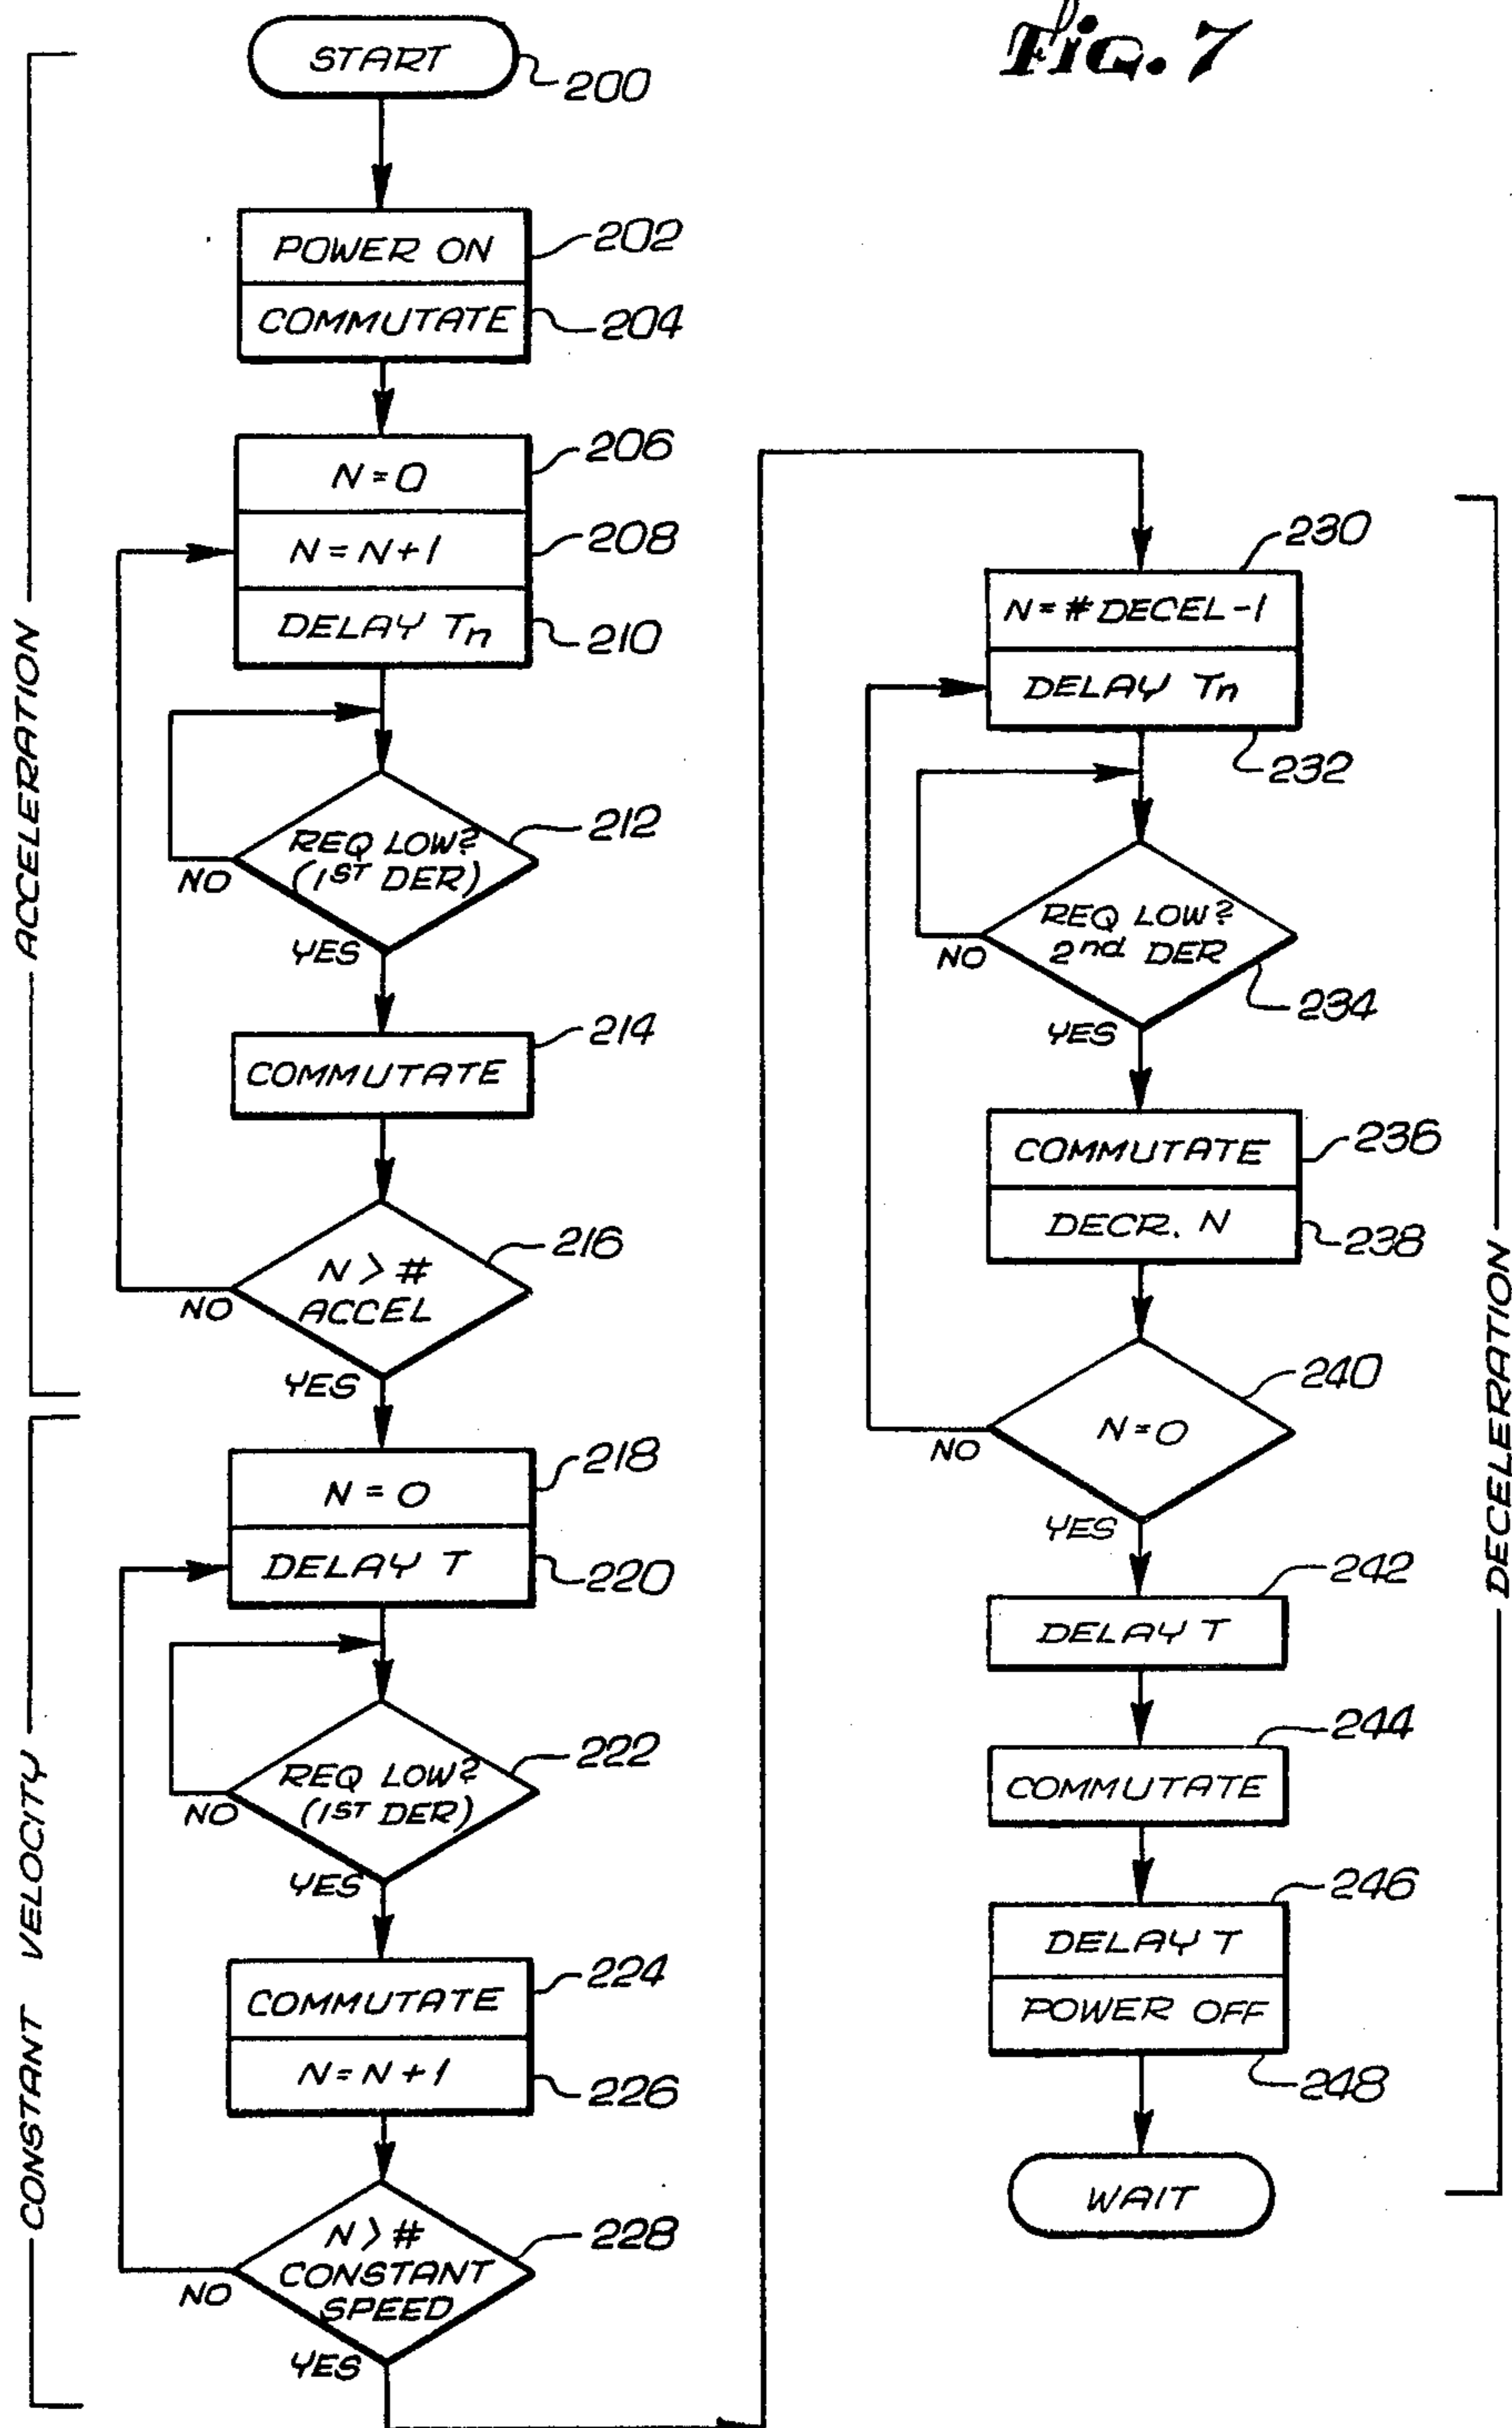 Fig. 7
START
200
POWER ON
202
COMMUTATE
204
N = 0
206
N = N + 1
208
DELAY Tn
210
REQ LOW?
(1ST DER)
212
NO
YES
COMMUTATE
214
N > #
ACCEL
216
NO
YES
ACCELERATION
N = 0
218
DELAY T
220
REQ LOW?
(1ST DER)
222
NO
YES
COMMUTATE
224
N = N + 1
226
N > #
CONSTANT
SPEED
228
NO
YES
CONSTANT VELOCITY
230
N = # DECEL - 1
DELAY Tn
232
REQ LOW?
2nd DER
234
NO
YES
COMMUTATE
236
DECR. N
238
N = 0
240
NO
YES
242
DELAY T
244
COMMUTATE
246
DELAY T
POWER OFF
248
WAIT
DECELERATION